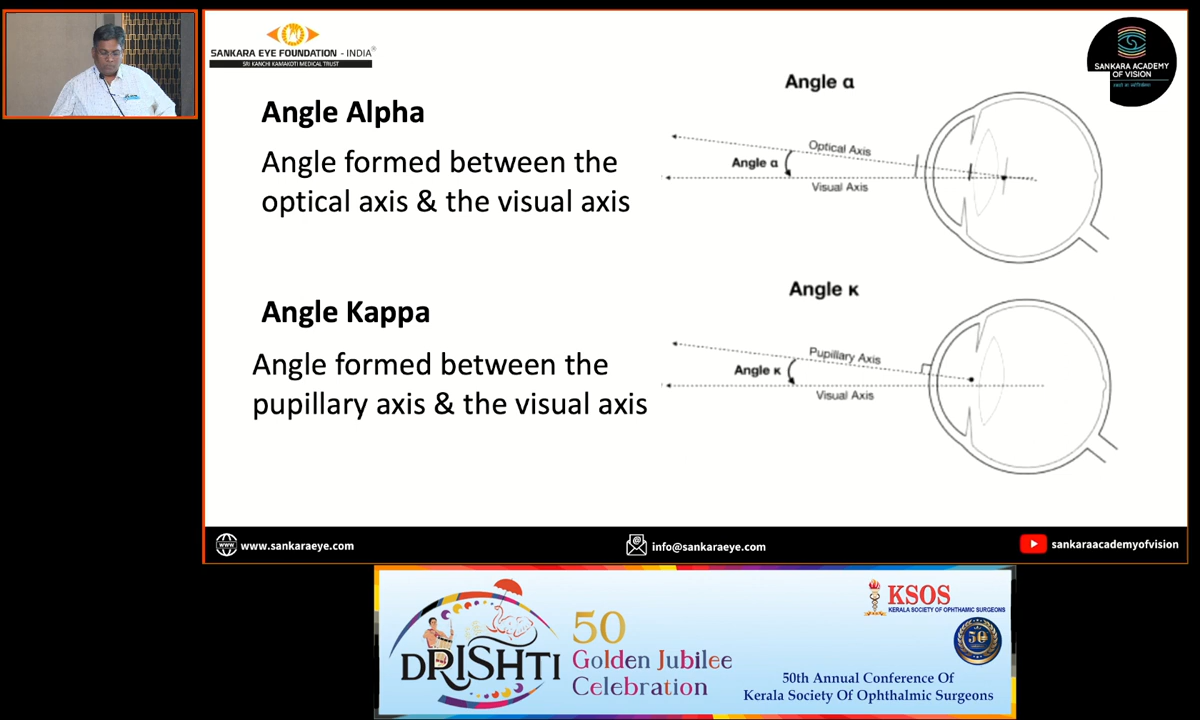 SANKARA EYE FOUNDATION - INDIA®
SRI KANCHI KAMAKOTI MEDICAL TRUST
SANKARA ACADEMY
OF VISION
Angle Alpha
Angle formed between the
optical axis & the visual axis
Angle α
Optical Axis
Angle α
Visual Axis
Angle Kappa
Angle formed between the
pupillary axis & the visual axis
Angle κ
Pupillary Axis
Angle κ
Visual Axis
www.sankaraeye.com
info@sankaraeye.com
sankaraacademyofvision
DRISHTI
50
Golden Jubilee
Celebration
KSOS
KERALA SOCIETY OF OPHTHAMIC SURGEONS
50
50th Annual Conference Of
Kerala Society Of Ophthalmic Surgeons